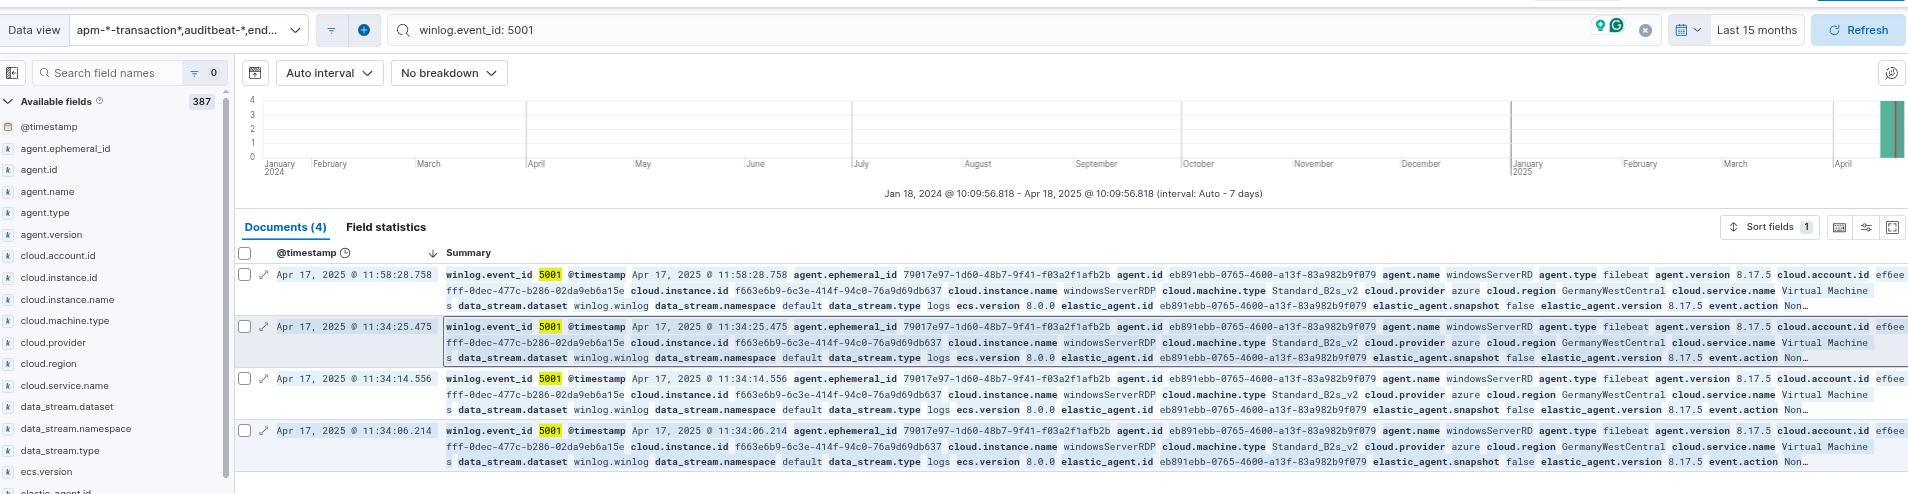 Data view apm-*-transaction*,auditbeat-*,end... winlog.event_id: 5001 Last 15 months Refresh
Search field names 0 Auto interval No breakdown
Available fields 387
@timestamp
agent.ephemeral_id
agent.id
agent.name
agent.type
agent.version
cloud.account.id
cloud.instance.id
cloud.instance.name
cloud.machine.type
cloud.provider
cloud.region
cloud.service.name
data_stream.dataset
data_stream.namespace
data_stream.type
ecs.version
elastic_agent.id
4
3
2
1
0
January February March April May June July August September October November December January February March April
2024 2025
Jan 18, 2024 @ 10:09:56.818 - Apr 18, 2025 @ 10:09:56.818 (interval: Auto - 7 days)
Documents (4) Field statistics Sort fields 1
@timestamp Summary
Apr 17, 2025 @ 11:58:28.758 winlog.event_id 5001 @timestamp Apr 17, 2025 @ 11:58:28.758 agent.ephemeral_id 79017e97-1d60-48b7-9f41-f03a2f1afb2b agent.id eb891ebb-0765-4600-a13f-83a982b9f079 agent.name windowsServerRD agent.type filebeat agent.version 8.17.5 cloud.account.id ef6ee
fff-0dec-477c-b286-02da9eb6a15e cloud.instance.id f663e6b9-6c3e-414f-94c0-76a9d69db637 cloud.instance.name windowsServerRDP cloud.machine.type Standard_B2s_v2 cloud.provider azure cloud.region GermanyWestCentral cloud.service.name Virtual Machine
s data_stream.dataset winlog.winlog data_stream.namespace default data_stream.type logs ecs.version 8.0.0 elastic_agent.id eb891ebb-0765-4600-a13f-83a982b9f079 elastic_agent.snapshot false elastic_agent.version 8.17.5 event.action Non…
Apr 17, 2025 @ 11:34:25.475 winlog.event_id 5001 @timestamp Apr 17, 2025 @ 11:34:25.475 agent.ephemeral_id 79017e97-1d60-48b7-9f41-f03a2f1afb2b agent.id eb891ebb-0765-4600-a13f-83a982b9f079 agent.name windowsServerRD agent.type filebeat agent.version 8.17.5 cloud.account.id ef6ee
fff-0dec-477c-b286-02da9eb6a15e cloud.instance.id f663e6b9-6c3e-414f-94c0-76a9d69db637 cloud.instance.name windowsServerRDP cloud.machine.type Standard_B2s_v2 cloud.provider azure cloud.region GermanyWestCentral cloud.service.name Virtual Machine
s data_stream.dataset winlog.winlog data_stream.namespace default data_stream.type logs ecs.version 8.0.0 elastic_agent.id eb891ebb-0765-4600-a13f-83a982b9f079 elastic_agent.snapshot false elastic_agent.version 8.17.5 event.action Non…
Apr 17, 2025 @ 11:34:14.556 winlog.event_id 5001 @timestamp Apr 17, 2025 @ 11:34:14.556 agent.ephemeral_id 79017e97-1d60-48b7-9f41-f03a2f1afb2b agent.id eb891ebb-0765-4600-a13f-83a982b9f079 agent.name windowsServerRD agent.type filebeat agent.version 8.17.5 cloud.account.id ef6ee
fff-0dec-477c-b286-02da9eb6a15e cloud.instance.id f663e6b9-6c3e-414f-94c0-76a9d69db637 cloud.instance.name windowsServerRDP cloud.machine.type Standard_B2s_v2 cloud.provider azure cloud.region GermanyWestCentral cloud.service.name Virtual Machine
s data_stream.dataset winlog.winlog data_stream.namespace default data_stream.type logs ecs.version 8.0.0 elastic_agent.id eb891ebb-0765-4600-a13f-83a982b9f079 elastic_agent.snapshot false elastic_agent.version 8.17.5 event.action Non…
Apr 17, 2025 @ 11:34:06.214 winlog.event_id 5001 @timestamp Apr 17, 2025 @ 11:34:06.214 agent.ephemeral_id 79017e97-1d60-48b7-9f41-f03a2f1afb2b agent.id eb891ebb-0765-4600-a13f-83a982b9f079 agent.name windowsServerRD agent.type filebeat agent.version 8.17.5 cloud.account.id ef6ee
fff-0dec-477c-b286-02da9eb6a15e cloud.instance.id f663e6b9-6c3e-414f-94c0-76a9d69db637 cloud.instance.name windowsServerRDP cloud.machine.type Standard_B2s_v2 cloud.provider azure cloud.region GermanyWestCentral cloud.service.name Virtual Machine
s data_stream.dataset winlog.winlog data_stream.namespace default data_stream.type logs ecs.version 8.0.0 elastic_agent.id eb891ebb-0765-4600-a13f-83a982b9f079 elastic_agent.snapshot false elastic_agent.version 8.17.5 event.action Non…